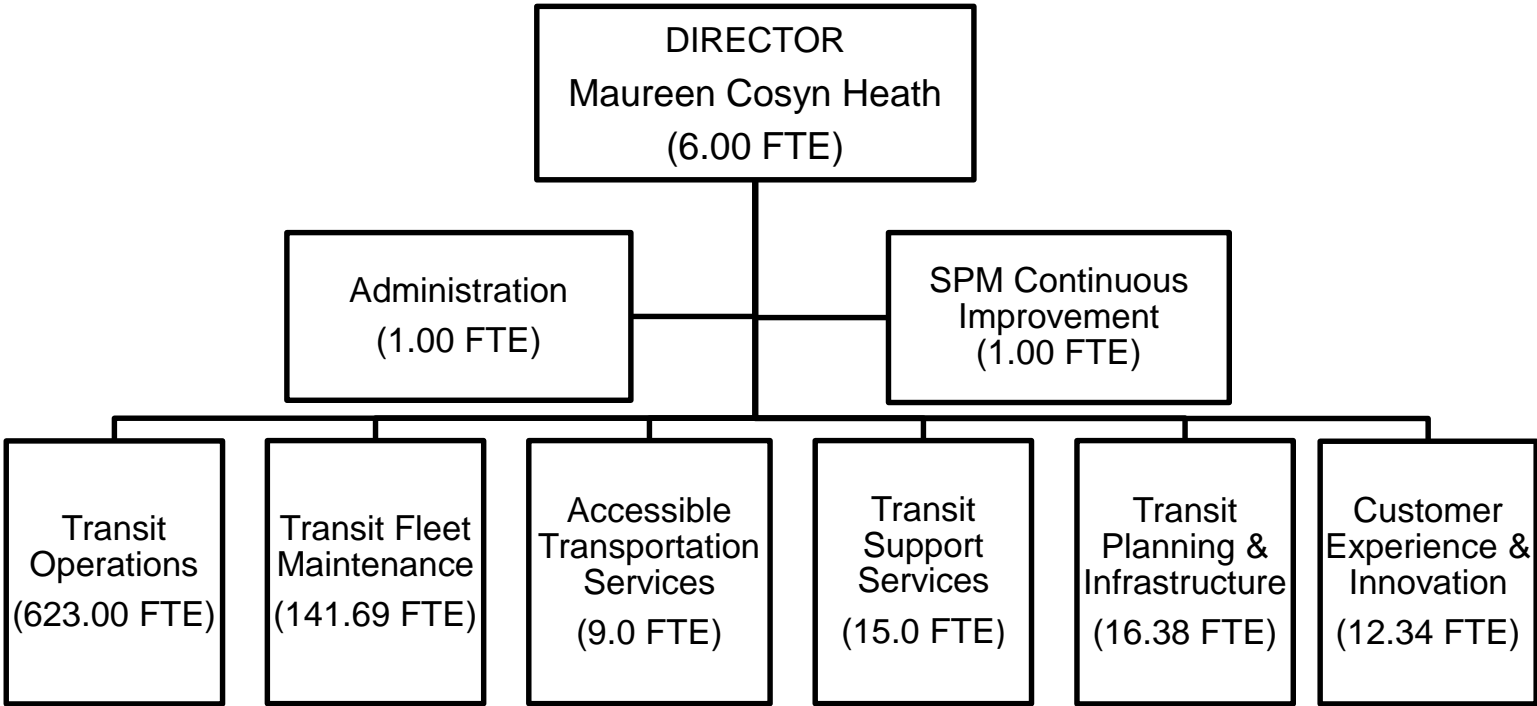 DIRECTOR
Maureen Cosyn Heath
(6.00 FTE)
Administration
(1.00 FTE)
SPM Continuous
Improvement
(1.00 FTE)
Transit
Operations
(623.00 FTE)
Transit Fleet
Maintenance
(141.69 FTE)
Accessible
Transportation
Services
(9.0 FTE)
Transit
Support
Services
(15.0 FTE)
Transit
Planning &
Infrastructure
(16.38 FTE)
Customer
Experience &
Innovation
(12.34 FTE)